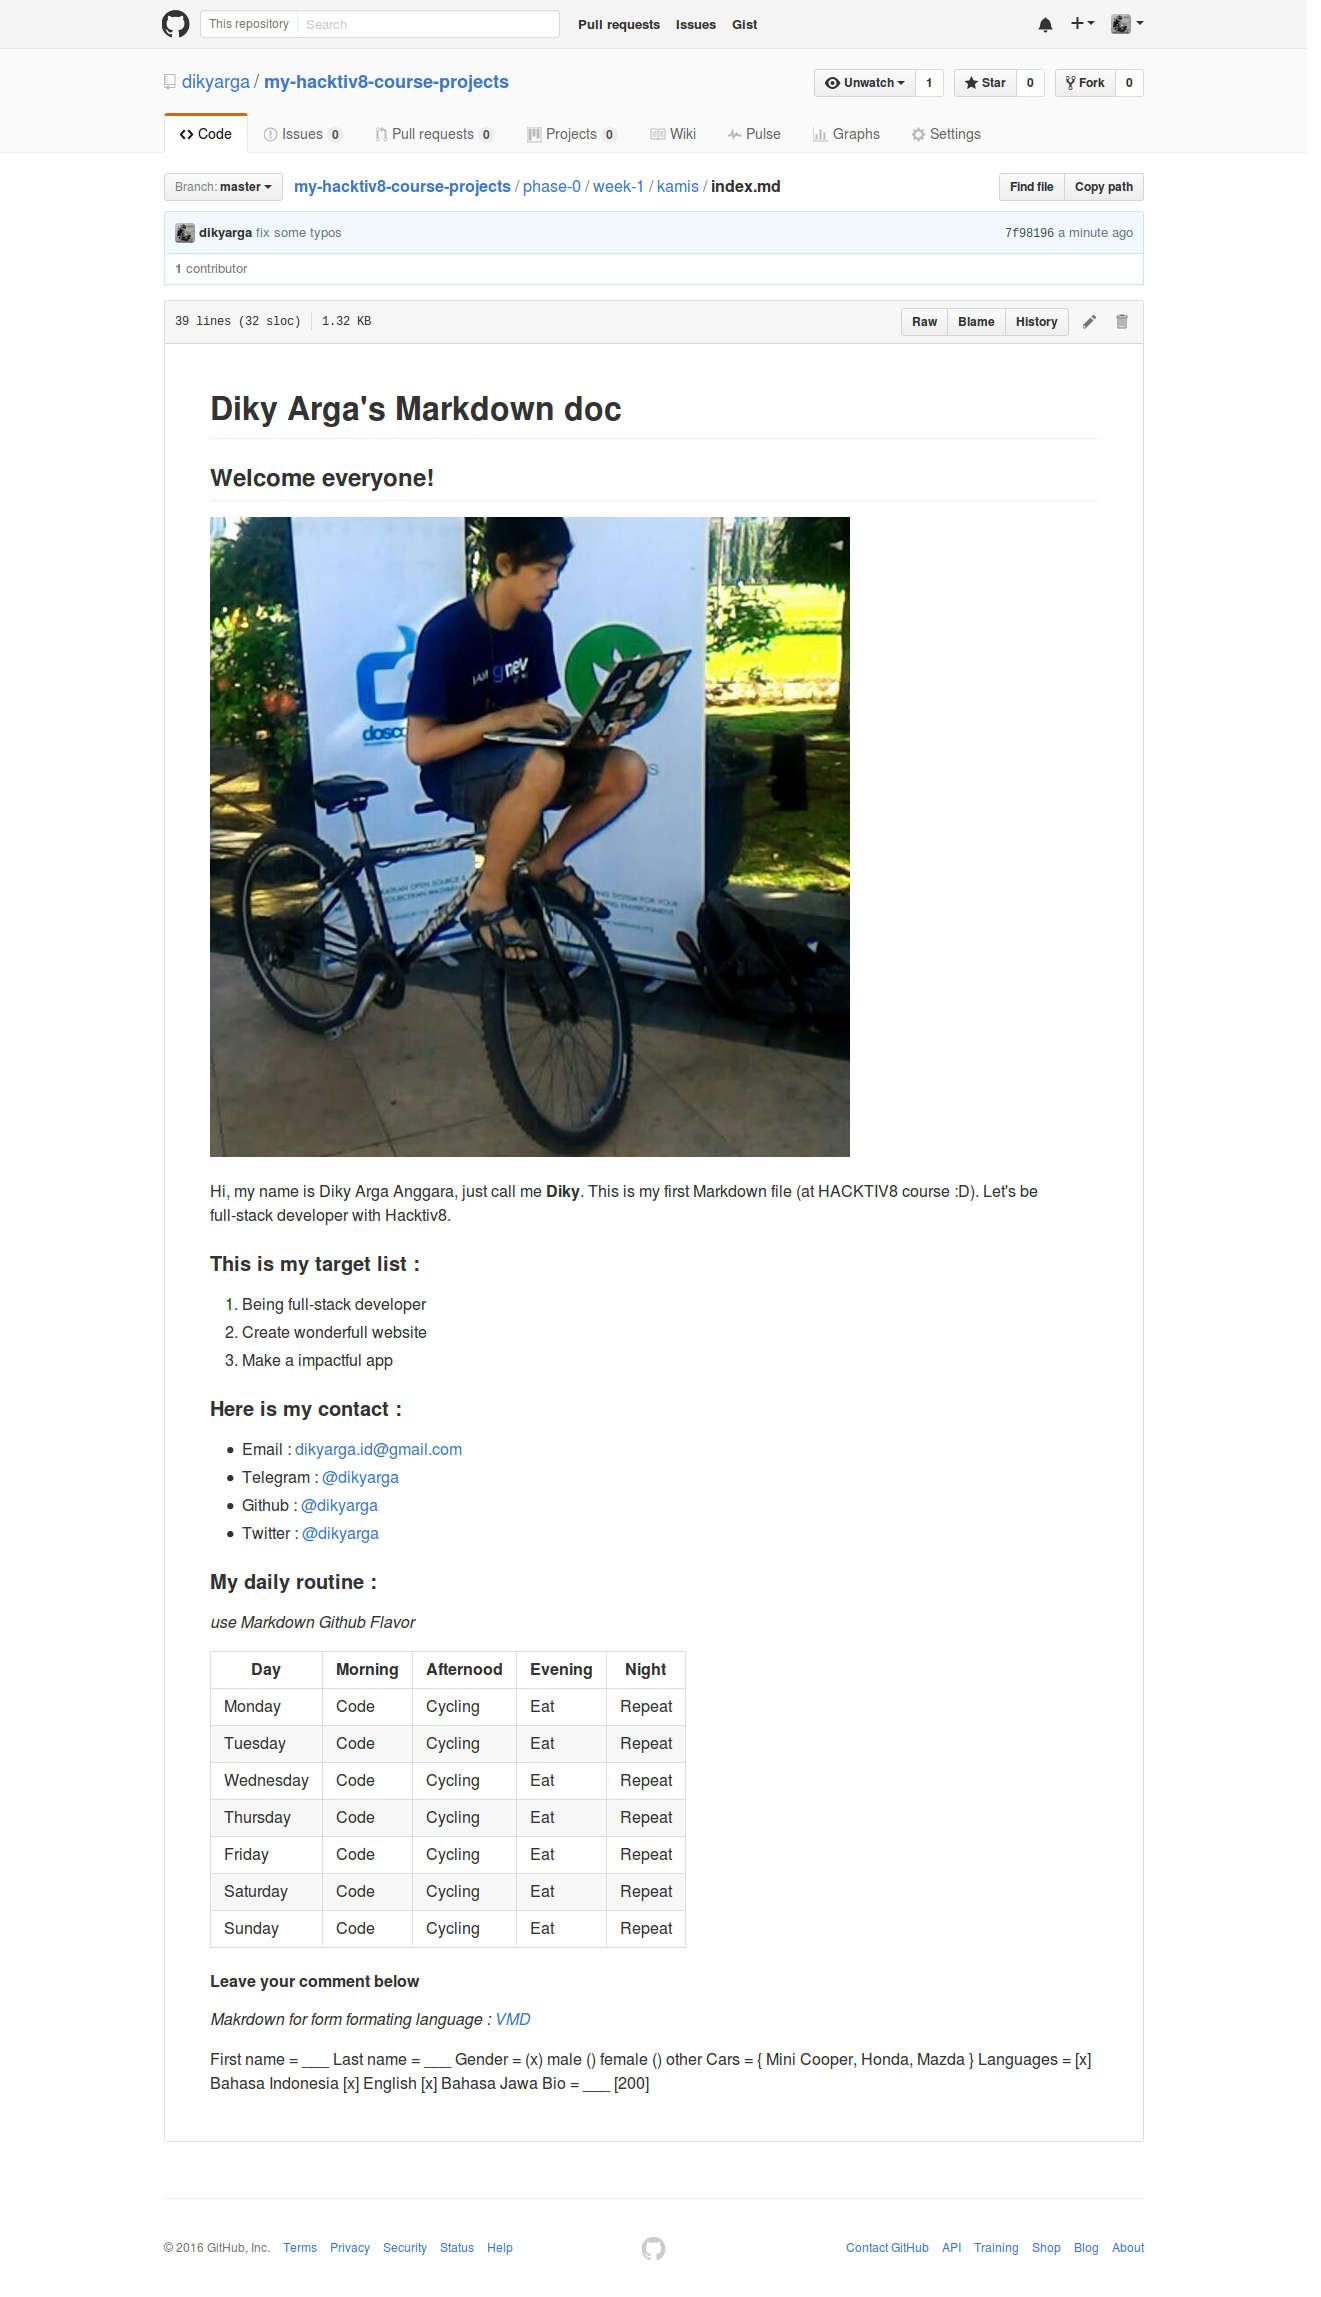 This repository Search Pull requests Issues Gist
dikyarga / my-hacktiv8-course-projects Unwatch 1 Star 0 Fork 0
Code Issues 0 Pull requests 0 Projects 0 Wiki Pulse Graphs Settings
Branch: master my-hacktiv8-course-projects / phase-0 / week-1 / kamis / index.md Find file Copy path
dikyarga fix some typos 7f98196 a minute ago
1 contributor
39 lines (32 sloc) 1.32 KB Raw Blame History
Diky Arga's Markdown doc
Welcome everyone!
I AM gnev
dosco
Hi, my name is Diky Arga Anggara, just call me Diky. This is my first Markdown file (at HACKTIV8 course :D). Let's be
full-stack developer with Hacktiv8.
This is my target list :
1. Being full-stack developer
2. Create wonderfull website
3. Make a impactful app
Here is my contact :
• Email : dikyarga.id@gmail.com
• Telegram : @dikyarga
• Github : @dikyarga
• Twitter : @dikyarga
My daily routine :
use Markdown Github Flavor
Day Morning Afternood Evening Night
Monday Code Cycling Eat Repeat
Tuesday Code Cycling Eat Repeat
Wednesday Code Cycling Eat Repeat
Thursday Code Cycling Eat Repeat
Friday Code Cycling Eat Repeat
Saturday Code Cycling Eat Repeat
Sunday Code Cycling Eat Repeat
Leave your comment below
Makrdown for form formating language : VMD
First name = ___ Last name = ___ Gender = (x) male () female () other Cars = { Mini Cooper, Honda, Mazda } Languages = [x]
Bahasa Indonesia [x] English [x] Bahasa Jawa Bio = ___ [200]
© 2016 GitHub, Inc. Terms Privacy Security Status Help Contact GitHub API Training Shop Blog About